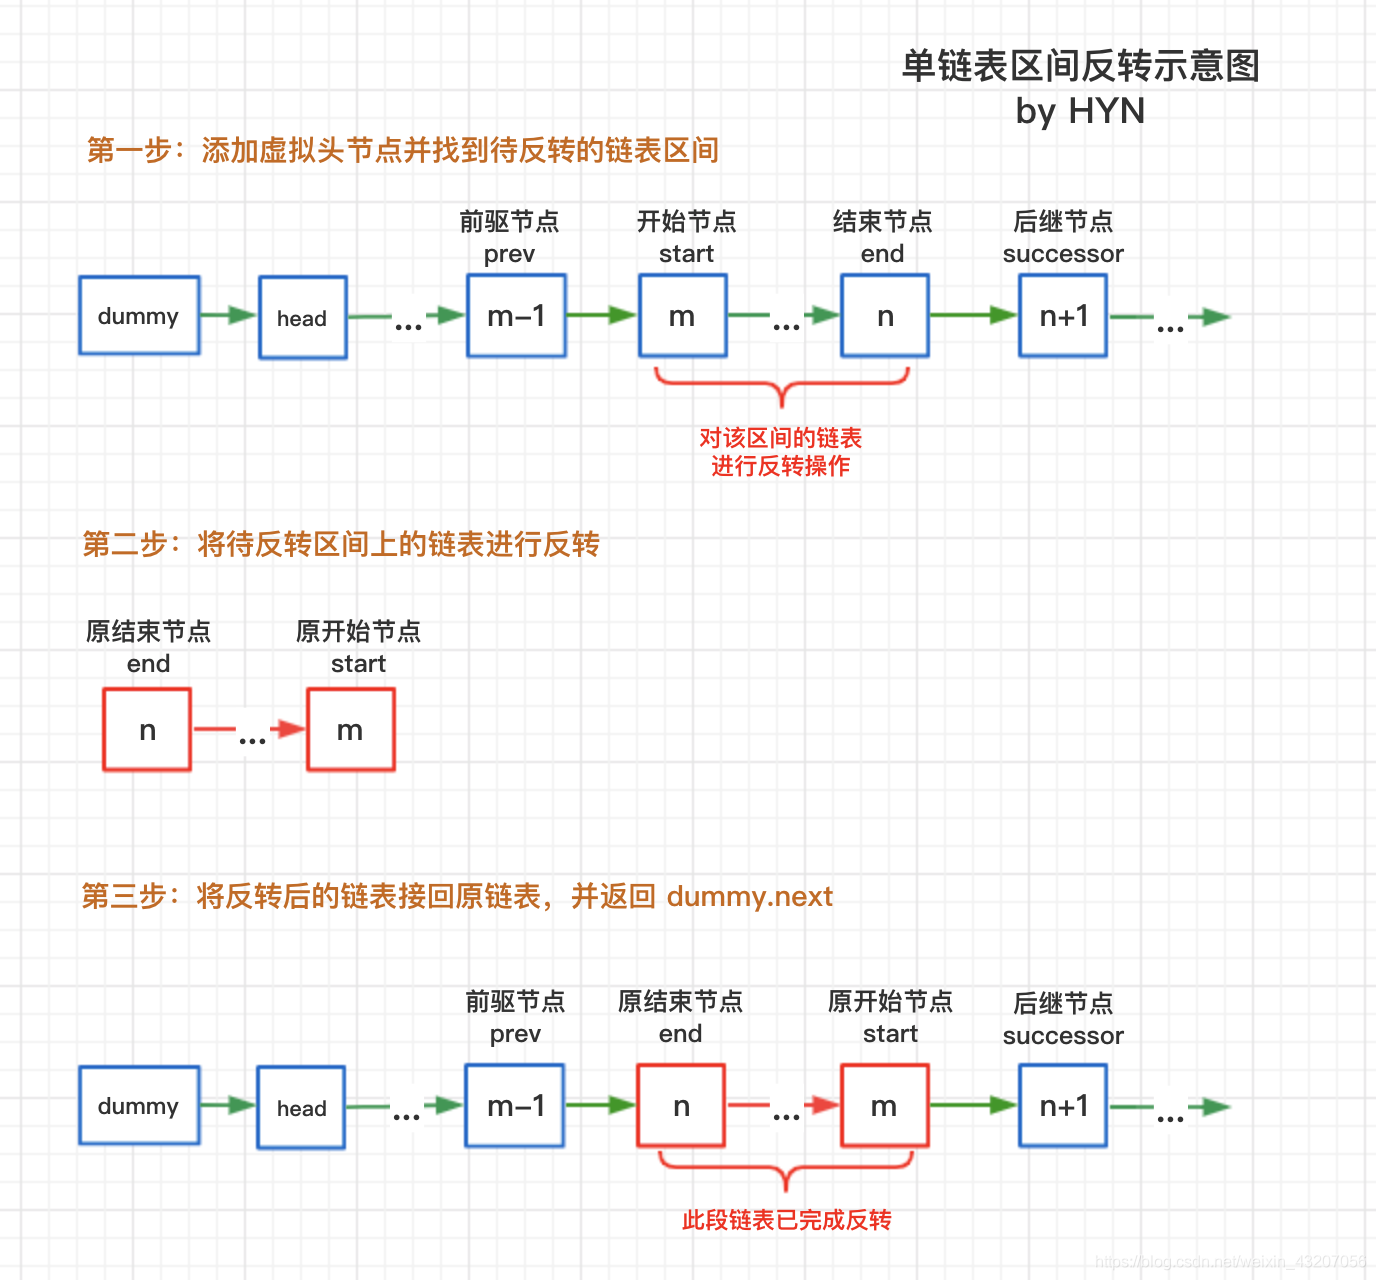 单链表区间反转示意图
by HYN
第一步：添加虚拟头节点并找到待反转的链表区间
前驱节点 开始节点 结束节点 后继节点
prev start end successor
dummy head ... m-1 m ... n n+1 ...
对该区间的链表
进行反转操作
第二步：将待反转区间上的链表进行反转
原结束节点 原开始节点
end start
n ... m
第三步：将反转后的链表接回原链表，并返回 dummy.next
前驱节点 原结束节点 原开始节点 后继节点
prev end start successor
dummy head ... m-1 n ... m n+1 ...
此段链表已完成反转
https://blog.csdn.net/weixin_43207056